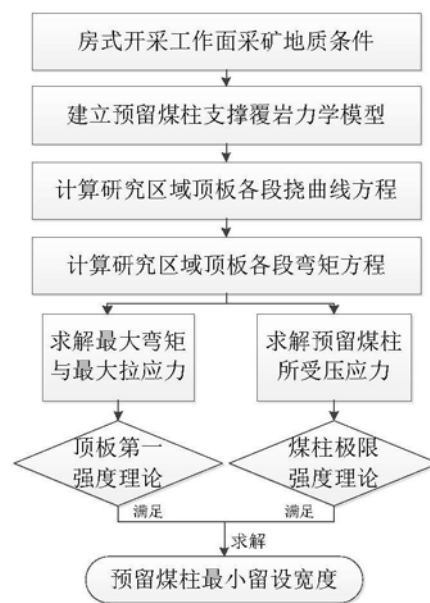 房式开采工作面采矿地质条件
建立预留煤柱支撑覆岩力学模型
计算研究区域顶板各段挠曲线方程
计算研究区域顶板各段弯矩方程
求解最大弯矩
与最大拉应力
求解预留煤柱
所受压应力
顶板第一
强度理论
煤柱极限
强度理论
满足
满足
求解
预留煤柱最小留设宽度